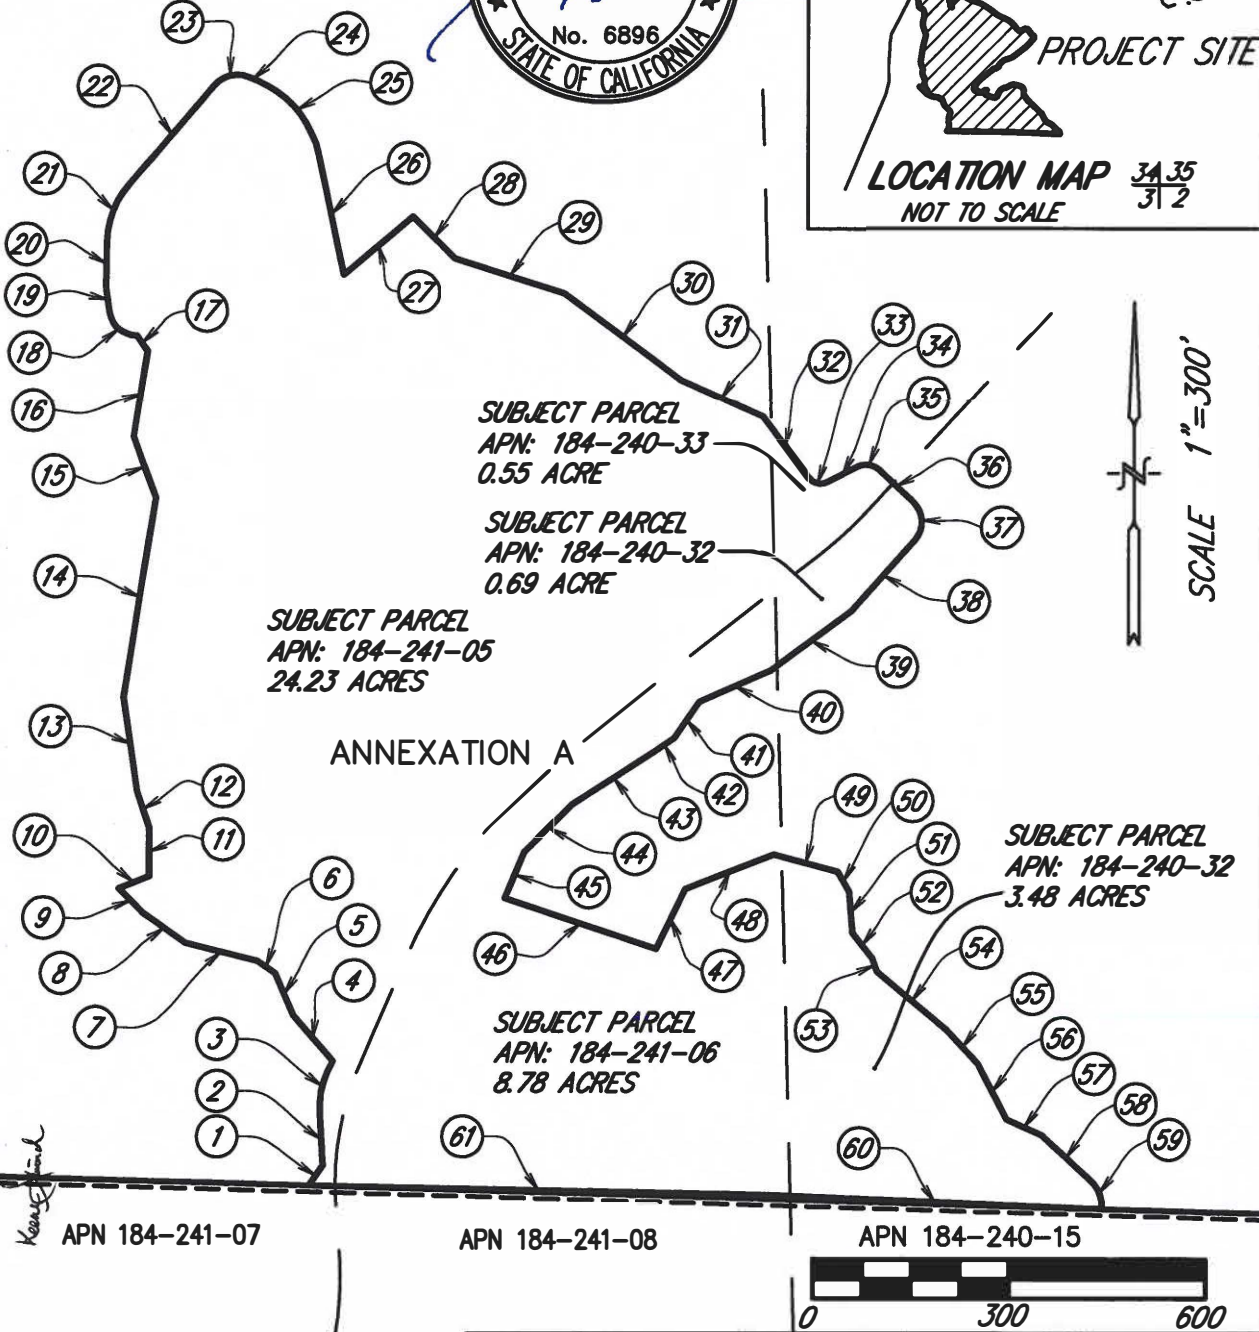 No. 6896
STATE OF CALIFORNIA
PROJECT SITE
LOCATION MAP
34 35
3 2
NOT TO SCALE
23
24
22
25
21
26
28
20
29
19
27
17
30
18
31
33
34
32
16
35
SCALE 1"=300'
N
SUBJECT PARCEL
APN: 184-240-33
0.55 ACRE
15
36
SUBJECT PARCEL
APN: 184-240-32
0.69 ACRE
37
14
38
SUBJECT PARCEL
APN: 184-241-05
24.23 ACRES
39
13
40
ANNEXATION A
41
12
42
49
50
10
11
43
51
SUBJECT PARCEL
APN: 184-240-32
3.48 ACRES
44
6
45
52
9
5
48
8
46
54
4
47
55
7
53
3
SUBJECT PARCEL
APN: 184-241-06
8.78 ACRES
56
57
2
58
1
61
60
59
APN 184-241-07
APN 184-241-08
APN 184-240-15
0 300 600